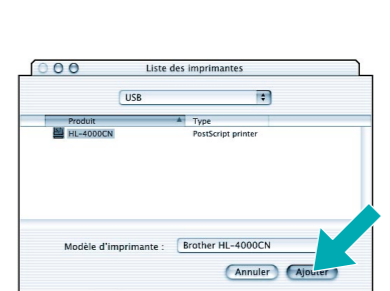 Liste des imprimantes
USB
Produit Type
HL-4000CN PostScript printer
Modèle d'imprimante : Brother HL-4000CN
Annuler Ajouter